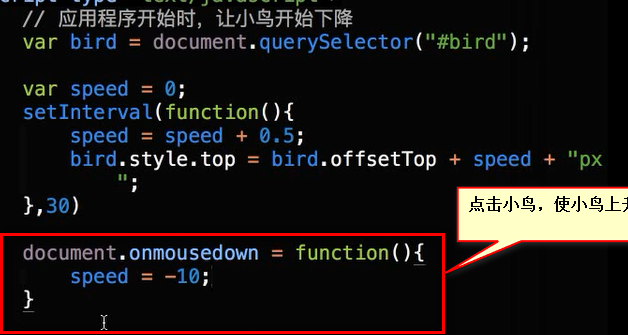 // 应用程序开始时，让小鸟开始下降
var bird = document.querySelector("#bird");
var speed = 0;
setInterval(function(){
speed = speed + 0.5;
bird.style.top = bird.offsetTop + speed + "px
";
},30)
点击小鸟，使小鸟上
document.onmousedown = function(){
speed = -10;
}